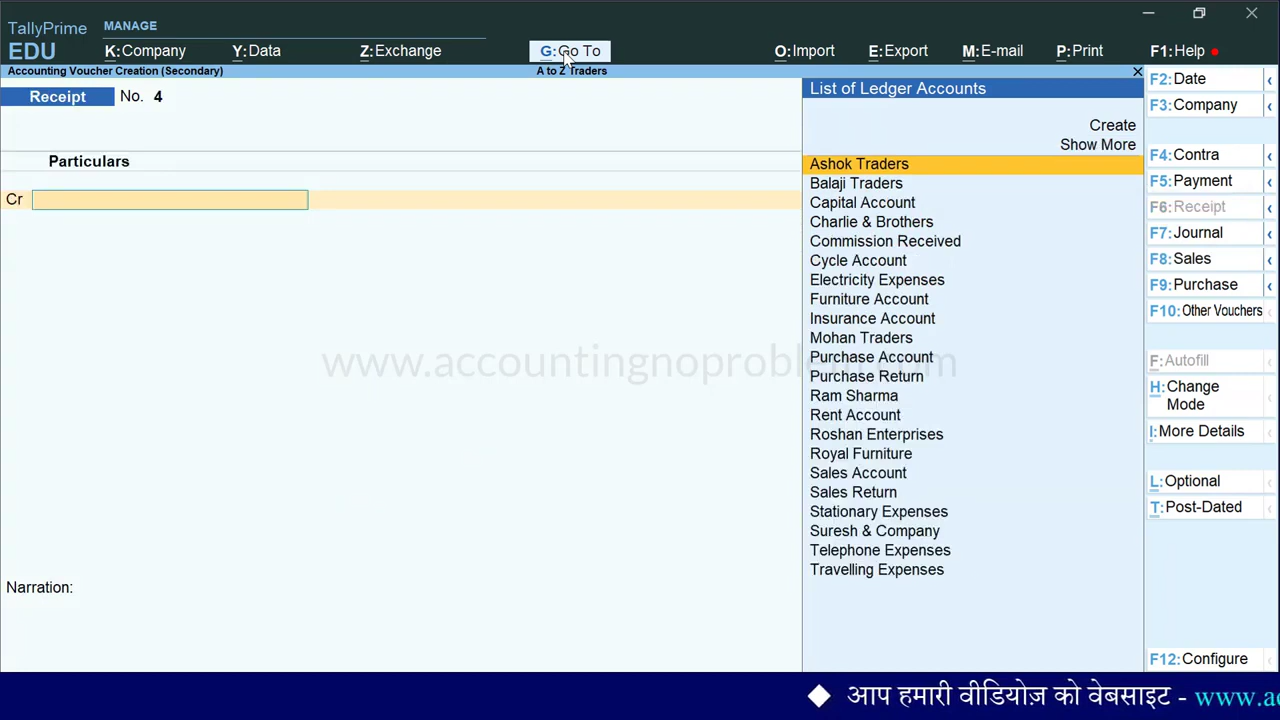 TallyPrime
EDU
MANAGE
K:Company Y:Data Z:Exchange G:Go To O:Import E:Export M:E-mail P:Print F1:Help
Accounting Voucher Creation (Secondary) A to Z Traders
Receipt No. 4
Particulars
Cr
Narration:
List of Ledger Accounts
Create
Show More
Ashok Traders
Balaji Traders
Capital Account
Charlie & Brothers
Commission Received
Cycle Account
Electricity Expenses
Furniture Account
Insurance Account
Mohan Traders
Purchase Account
Purchase Return
Ram Sharma
Rent Account
Roshan Enterprises
Royal Furniture
Sales Account
Sales Return
Stationary Expenses
Suresh & Company
Telephone Expenses
Travelling Expenses
F2:Date
F3:Company
F4:Contra
F5:Payment
F6:Receipt
F7:Journal
F8:Sales
F9:Purchase
F10:Other Vouchers
F:Autofill
H:Change
Mode
I:More Details
L:Optional
T:Post-Dated
F12:Configure
www.accountingnoproblem.com
आप हमारी वीडियोज़ को वेबसाइट - www.a